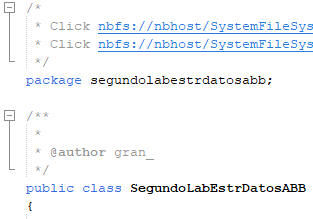 /*
* Click nbfs://nbhost/SystemFileSys
* Click nbfs://nbhost/SystemFileSys
*/
package segundolabestrdatosabb;
/**
*
* @author gran_
*/
public class SegundoLabEstrDatosABB
{